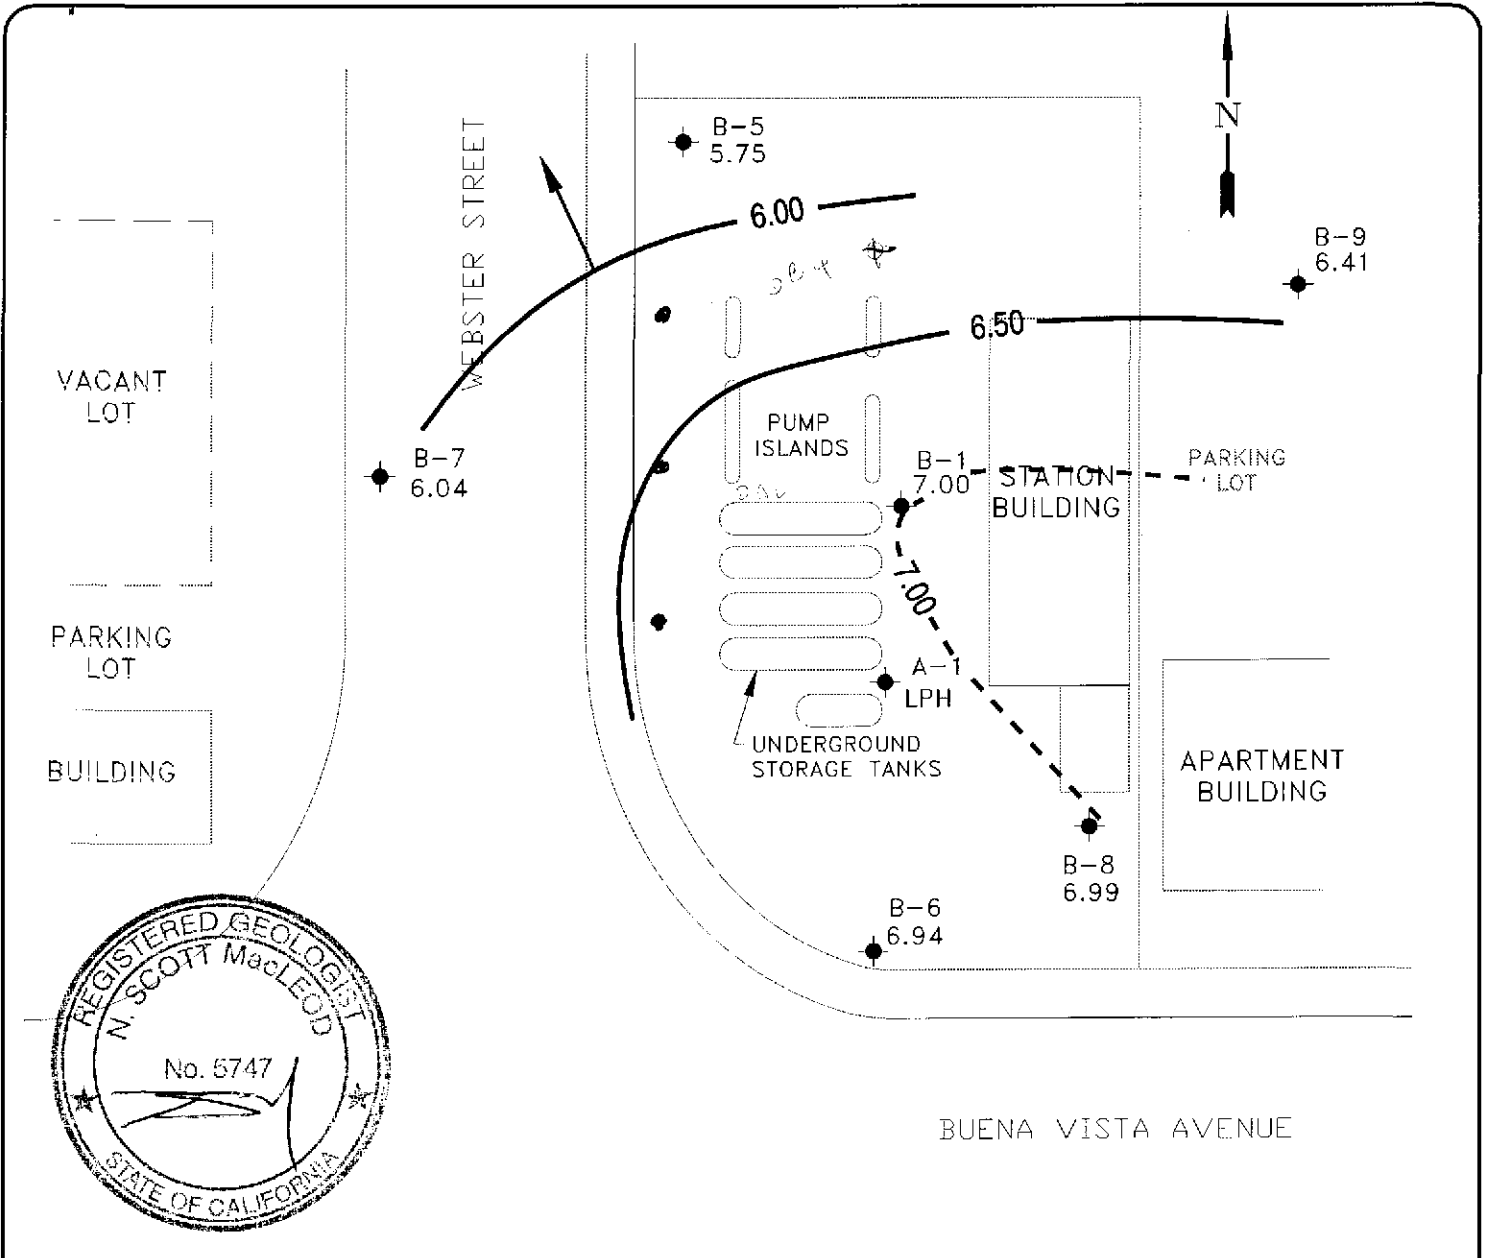 B-5
5.75
N
WEBSTER STREET
6.00
B-9
6.41
6.50
VACANT
LOT
PUMP
ISLANDS
B-7
6.04
B-1
7.00
STATION
BUILDING
PARKING
LOT
7.00
PARKING
LOT
A-1
LPH
UNDERGROUND
STORAGE TANKS
BUILDING
APARTMENT
BUILDING
B-8
6.99
B-6
6.94
REGISTERED GEOLOGIST
N. SCOTT MacLEOD
No. 5747
STATE OF CALIFORNIA
BUENA VISTA AVENUE